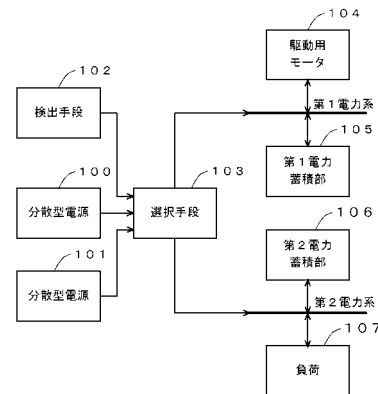 104
駆動用
モータ
102
検出手段
第1電力系
105
第1電力
蓄積部
100
分散型電源
103
選択手段
106
第2電力
蓄積部
101
分散型電源
第2電力系
107
負荷